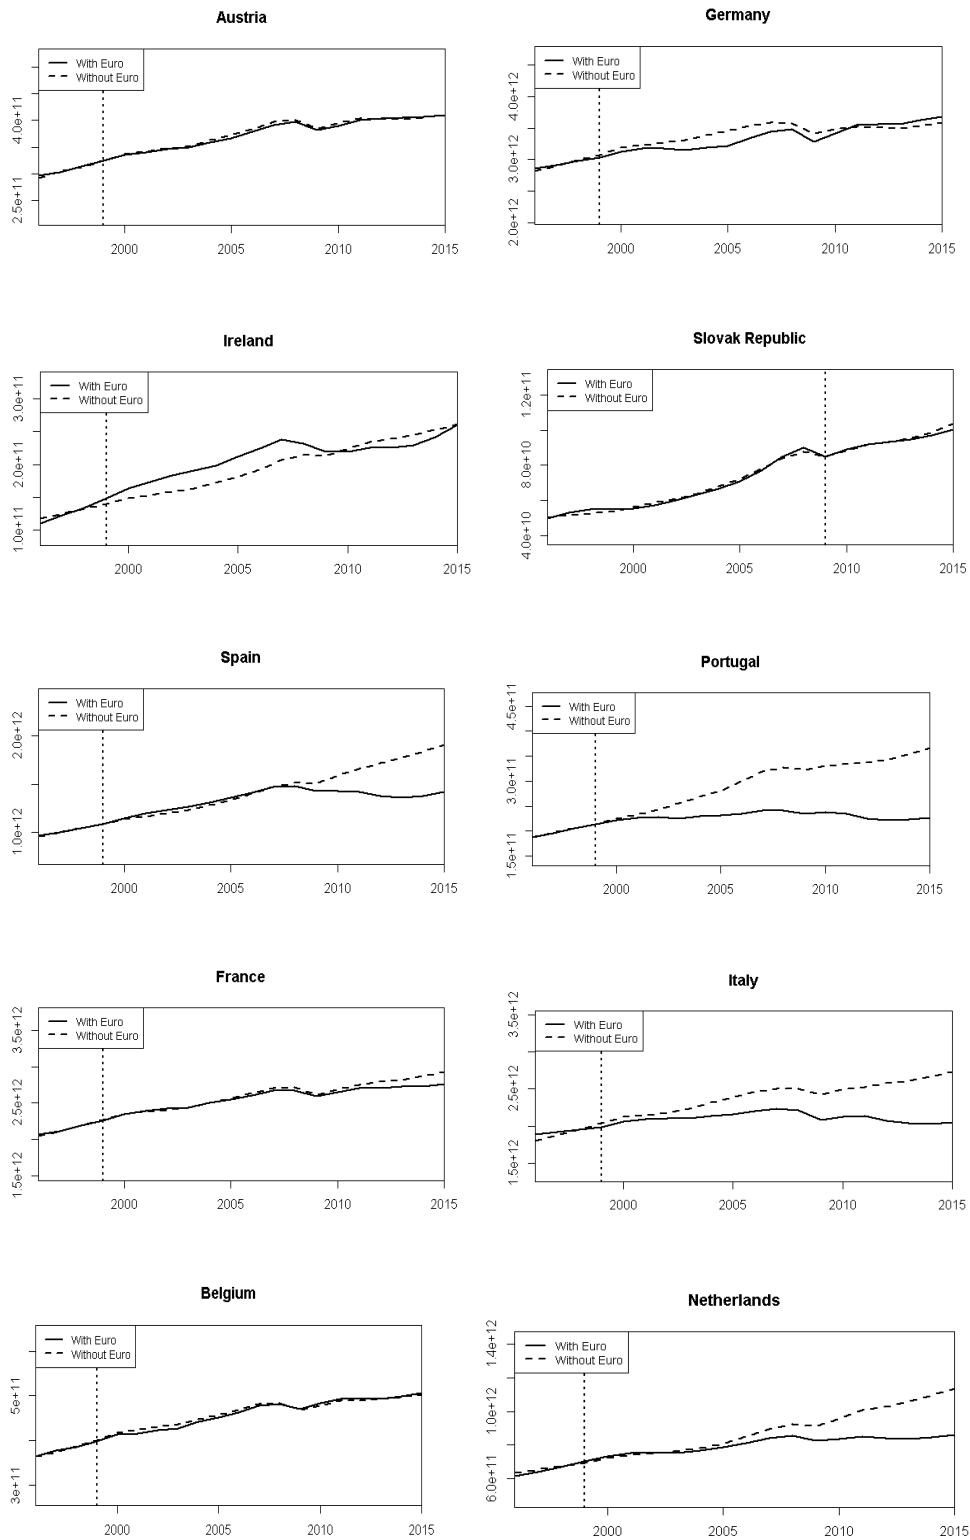 Austria
With Euro
Without Euro
4.0e+11
2.5e+11
2000
2005
2010
2015
Germany
With Euro
Without Euro
4.0e+12
3.0e+12
2.0e+12
2000
2005
2010
2015
Ireland
With Euro
Without Euro
3.0e+11
2.0e+11
1.0e+11
2000
2005
2010
2015
Slovak Republic
With Euro
Without Euro
1.2e+11
8.0e+10
4.0e+10
2000
2005
2010
2015
Spain
With Euro
Without Euro
2.0e+12
1.0e+12
2000
2005
2010
2015
Portugal
With Euro
Without Euro
4.5e+11
3.0e+11
1.5e+11
2000
2005
2010
2015
France
With Euro
Without Euro
3.5e+12
2.5e+12
1.5e+12
2000
2005
2010
2015
Italy
With Euro
Without Euro
3.5e+12
2.5e+12
1.5e+12
2000
2005
2010
2015
Belgium
With Euro
Without Euro
5e+11
3e+11
2000
2005
2010
2015
Netherlands
With Euro
Without Euro
1.4e+12
1.0e+12
6.0e+11
2000
2005
2010
2015